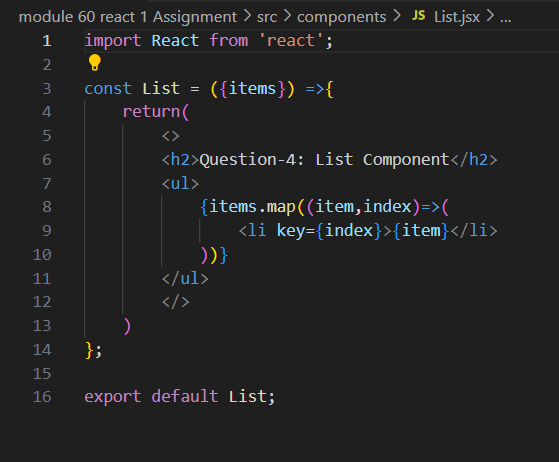 module 60 react 1 Assignment > src > components > JS List.jsx > ...
1 import React from 'react';
2
3 const List = ({items}) =>{
4     return(
5         <>
6         <h2>Question-4: List Component</h2>
7         <ul>
8             {items.map((item,index)=>(
9                 <li key={index}>{item}</li>
10             ))}
11         </ul>
12         </>
13     )
14 };
15
16 export default List;